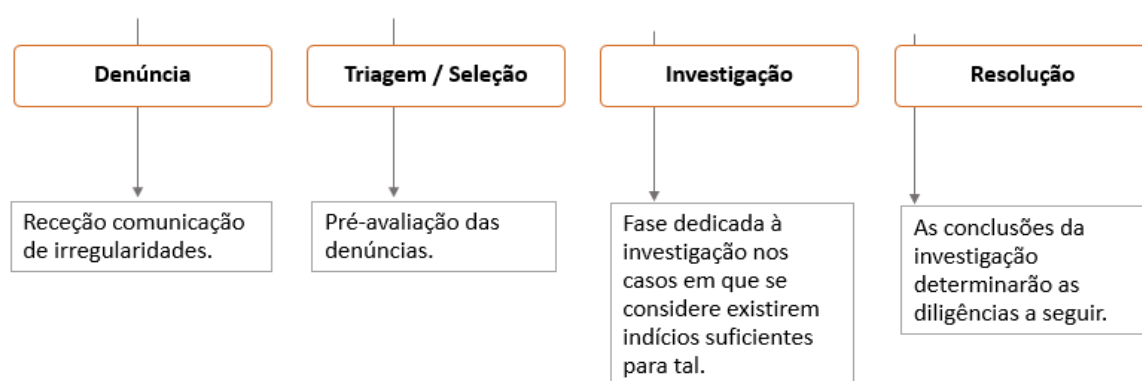 Denúncia
Receção comunicação
de irregularidades.
Triagem / Seleção
Pré-avaliação das
denúncias.
Investigação
Fase dedicada à
investigação nos
casos em que se
considere existirem
indícios suficientes
para tal.
Resolução
As conclusões da
investigação
determinarão as
diligências a seguir.